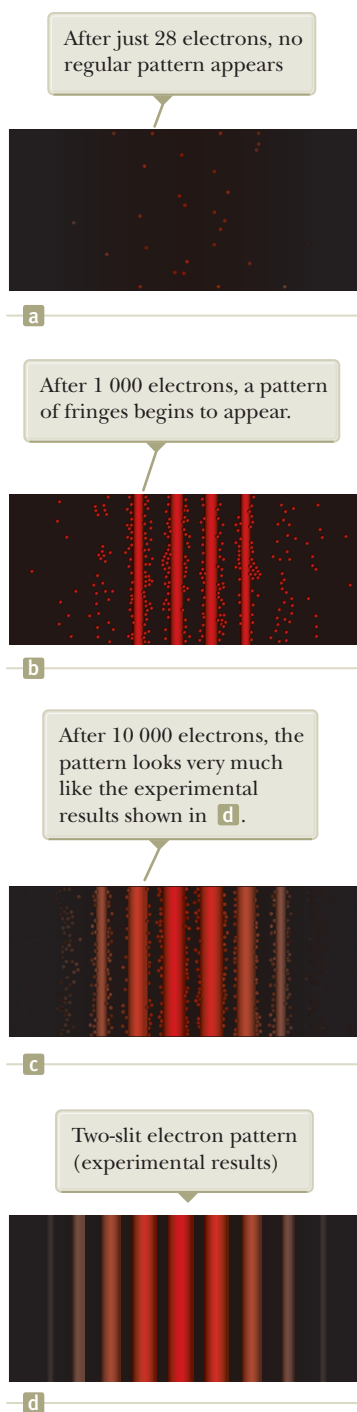 After just 28 electrons, no
regular pattern appears
a
After 1 000 electrons, a pattern
of fringes begins to appear.
b
After 10 000 electrons, the
pattern looks very much
like the experimental
results shown in d.
c
Two-slit electron pattern
(experimental results)
d